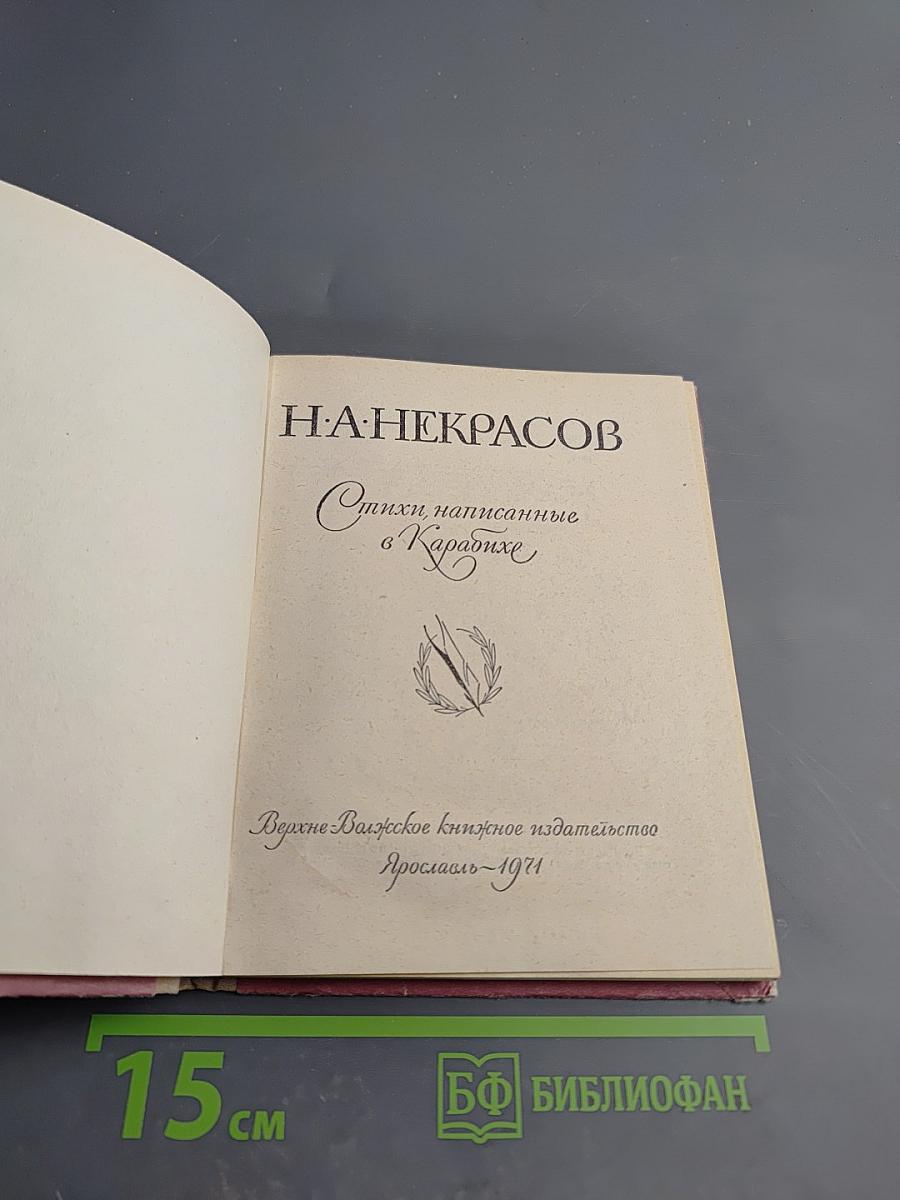 Н·А·НЕКРАСОВ
Стихи, написанные
в Карабихе
Верхне-Волжское книжное издательство
Ярославль — 1971
15 см
БФ БИБЛИОФАН